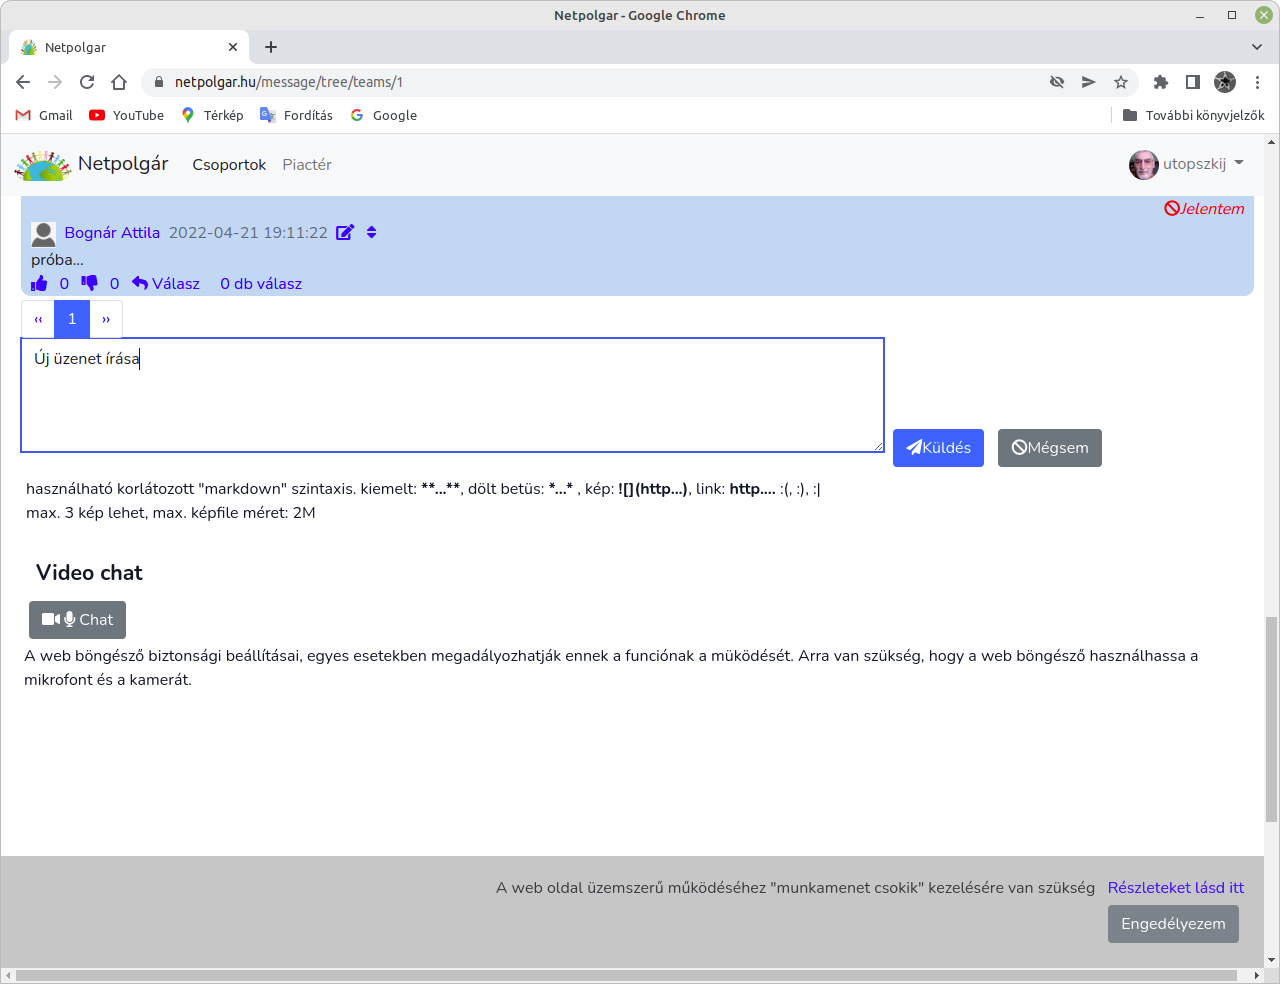 Netpolgar - Google Chrome
Netpolgar
netpolgar.hu/message/tree/teams/1
Gmail YouTube Térkép Fordítás Google További könyvjelzők
Netpolgár Csoportok Piactér utopszkij
Jelentem
Bognár Attila 2022-04-21 19:11:22
próba...
0 0 Válasz 0 db válasz
‹‹ 1 ››
Új üzenet írása
Küldés Mégsem
használható korlátozott "markdown" szintaxis. kiemelt: **...**, dölt betüs: *...* , kép: ![](http...), link: http.... :(, :), :|
max. 3 kép lehet, max. képfile méret: 2M
Video chat
Chat
A web böngésző biztonsági beállításai, egyes esetekben megadályozhatják ennek a funciónak a müködését. Arra van szükség, hogy a web böngésző használhassa a
mikrofont és a kamerát.
A web oldal üzemszerű működéséhez "munkamenet csokik" kezelésére van szükség Részleteket lásd itt
Engedélyezem